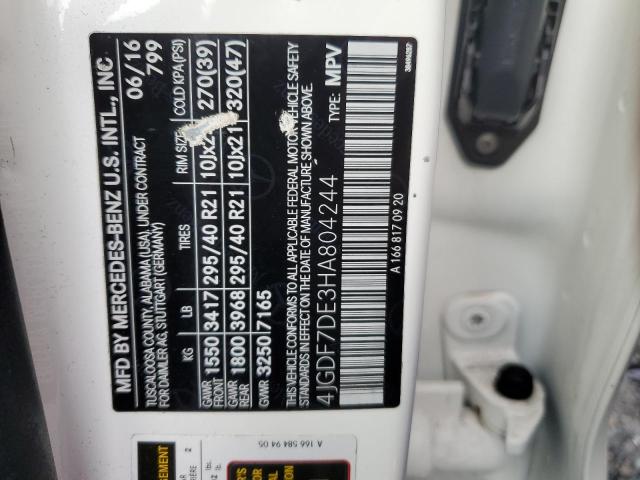 MFD BY MERCEDES-BENZ U.S. INTL., INC.
TUSCALOOSA COUNTY, ALABAMA (USA), UNDER CONTRACT
FOR DAIMLER AG, STUTTGART (GERMANY)
06/16
799
KG LB TIRES RIM SIZE COLD KPA (PSI)
GAWR FRONT 1550 3417 295/40 R21 10Jx21 270(39)
GAWR REAR 1800 3968 295/40 R21 10Jx21 320(47)
GVWR 3250 7165
THIS VEHICLE CONFORMS TO ALL APPLICABLE FEDERAL MOTOR VEHICLE SAFETY
STANDARDS IN EFFECT ON THE DATE OF MANUFACTURE SHOWN ABOVE.
4JGDF7DE3HA804244 TYPE: MPV
A 166 817 09 20
A 166 584 94 05
2
lbs.
lb.